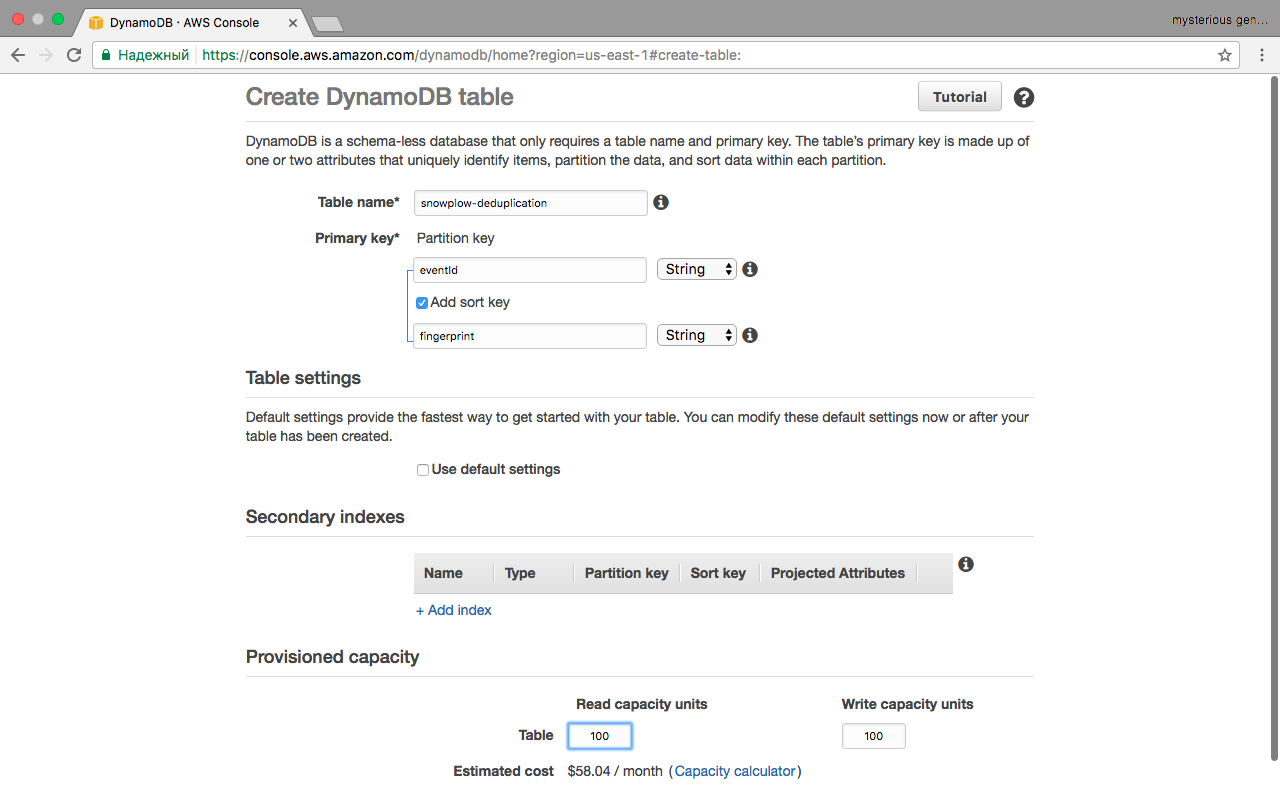 DynamoDB · AWS Console
mysterious gen...
Надежный https://console.aws.amazon.com/dynamodb/home?region=us-east-1#create-table:
Create DynamoDB table
Tutorial
DynamoDB is a schema-less database that only requires a table name and primary key. The table's primary key is made up of
one or two attributes that uniquely identify items, partition the data, and sort data within each partition.
Table name* snowplow-deduplication
Primary key* Partition key
eventId String
Add sort key
fingerprint String
Table settings
Default settings provide the fastest way to get started with your table. You can modify these default settings now or after your
table has been created.
Use default settings
Secondary indexes
Name Type Partition key Sort key Projected Attributes
+ Add index
Provisioned capacity
Read capacity units Write capacity units
Table 100 100
Estimated cost $58.04 / month (Capacity calculator)